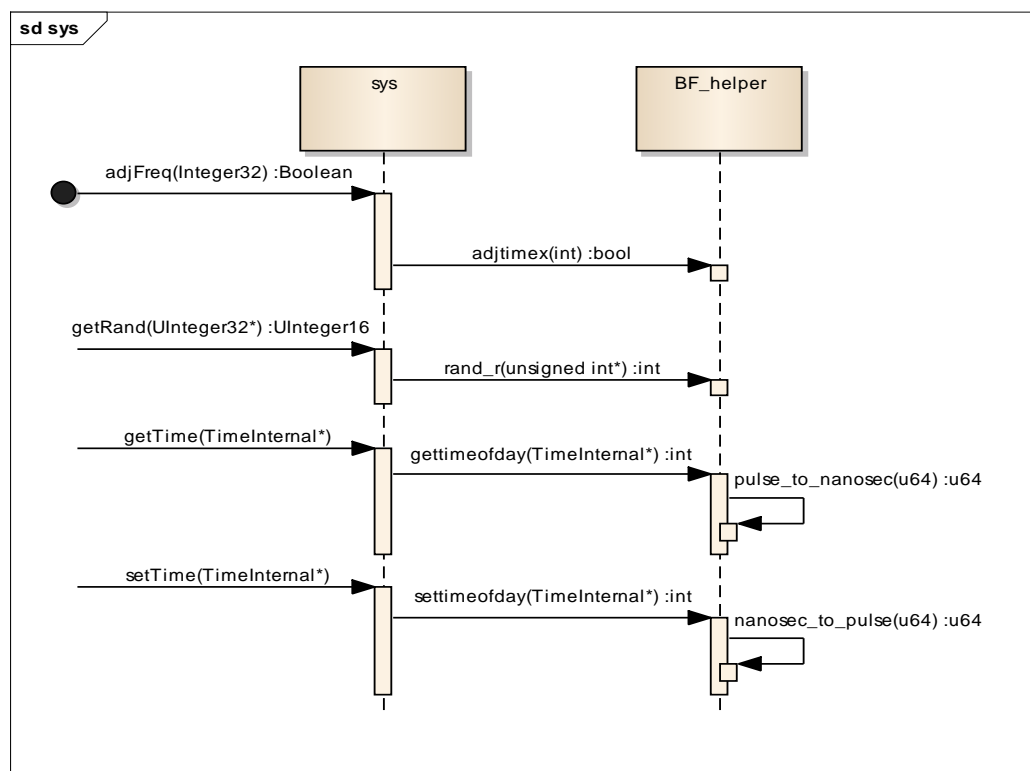 sd sys
sys
BF_helper
adjFreq(Integer32) :Boolean
adjtimex(int) :bool
getRand(UInteger32*) :UInteger16
rand_r(unsigned int*) :int
getTime(TimeInternal*)
gettimeofday(TimeInternal*) :int
pulse_to_nanosec(u64) :u64
setTime(TimeInternal*)
settimeofday(TimeInternal*) :int
nanosec_to_pulse(u64) :u64